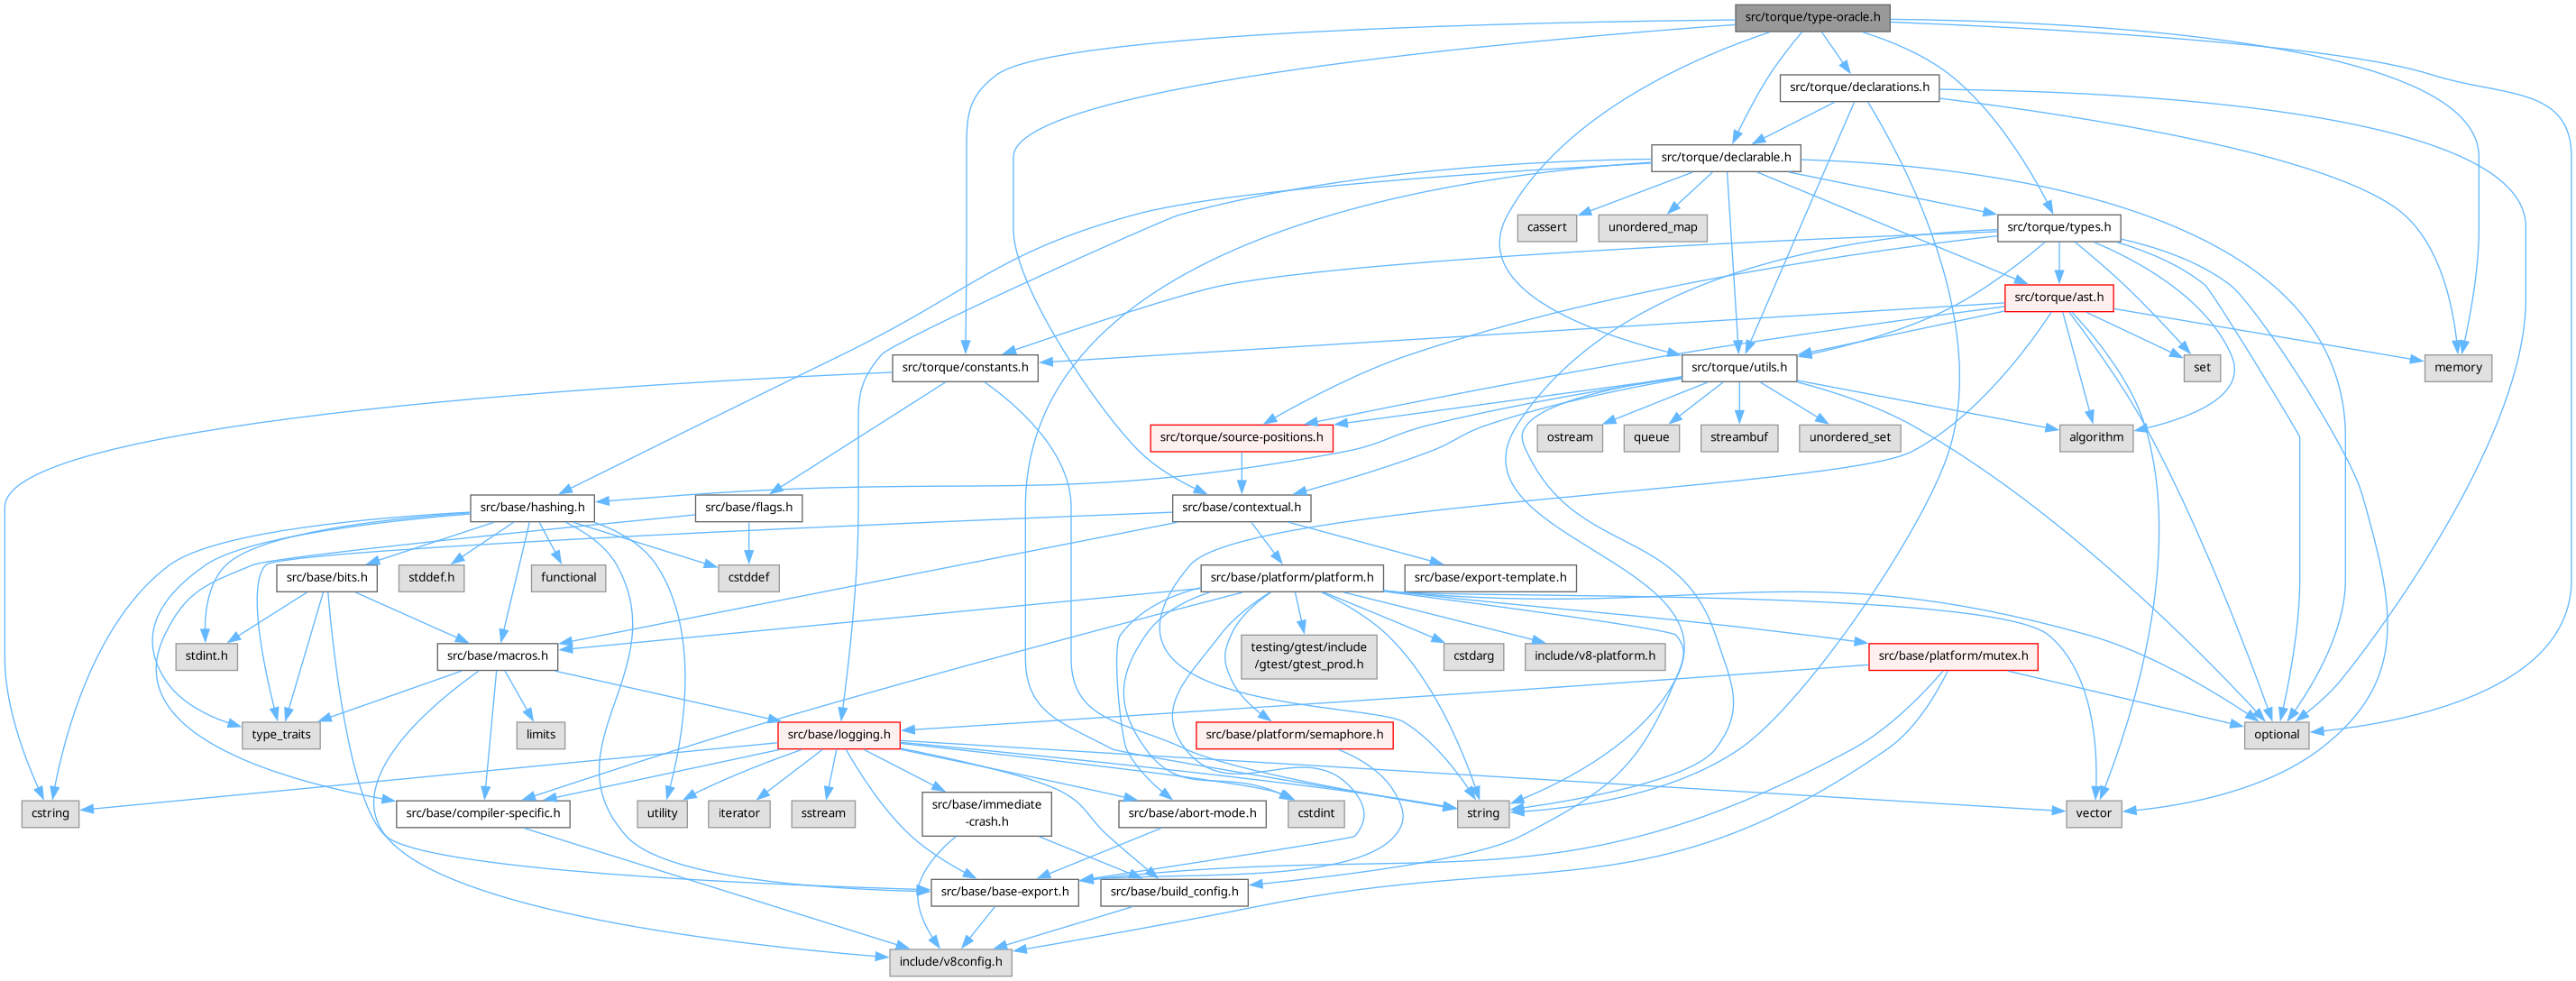 src/torque/type-oracle.h
src/torque/declarations.h
src/torque/declarable.h
cassert
unordered_map
src/torque/types.h
src/torque/ast.h
src/torque/constants.h
src/torque/utils.h
set
memory
src/torque/source-positions.h
ostream
queue
streambuf
unordered_set
algorithm
src/base/hashing.h
src/base/flags.h
src/base/contextual.h
src/base/bits.h
stddef.h
functional
cstddef
src/base/platform/platform.h
src/base/export-template.h
stdint.h
src/base/macros.h
testing/gtest/include
/gtest/gtest_prod.h
cstdarg
include/v8-platform.h
src/base/platform/mutex.h
type_traits
limits
src/base/logging.h
src/base/platform/semaphore.h
optional
cstring
src/base/compiler-specific.h
utility
iterator
sstream
src/base/immediate
-crash.h
src/base/abort-mode.h
cstdint
string
vector
src/base/base-export.h
src/base/build_config.h
include/v8config.h